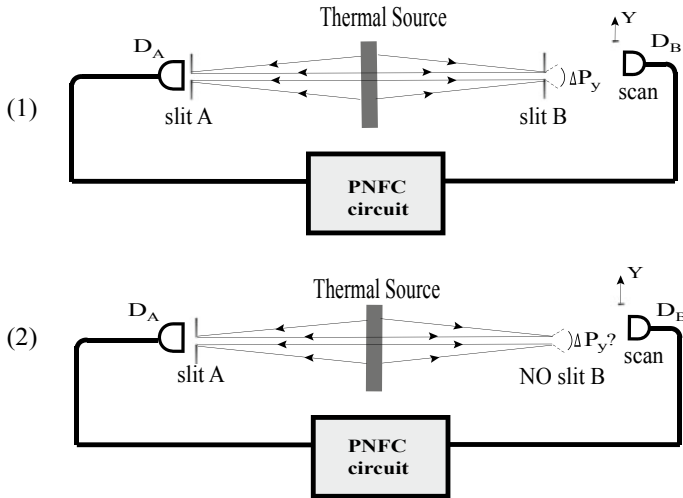 Thermal Source
Y
D_A
D_B
(1)
ΔP_y
slit A
slit B
scan
PNFC
circuit
Thermal Source
Y
D_A
D_B
(2)
ΔP_y?
slit A
NO slit B
scan
PNFC
circuit